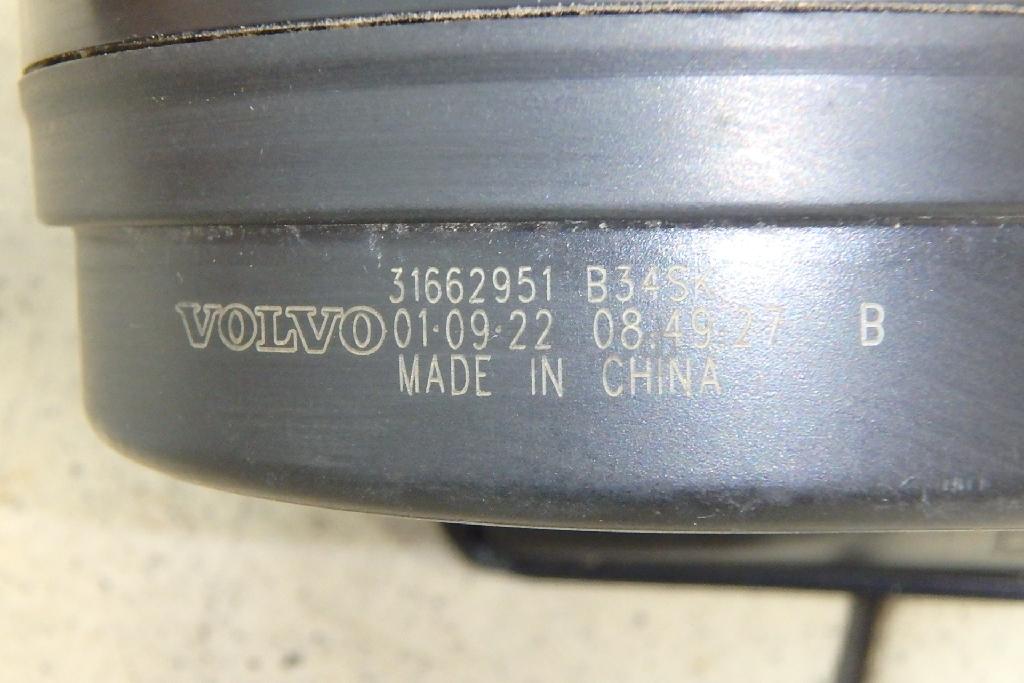 31662951 B34SK
VOLVO 01·09·22 08:49:27 B
MADE IN CHINA